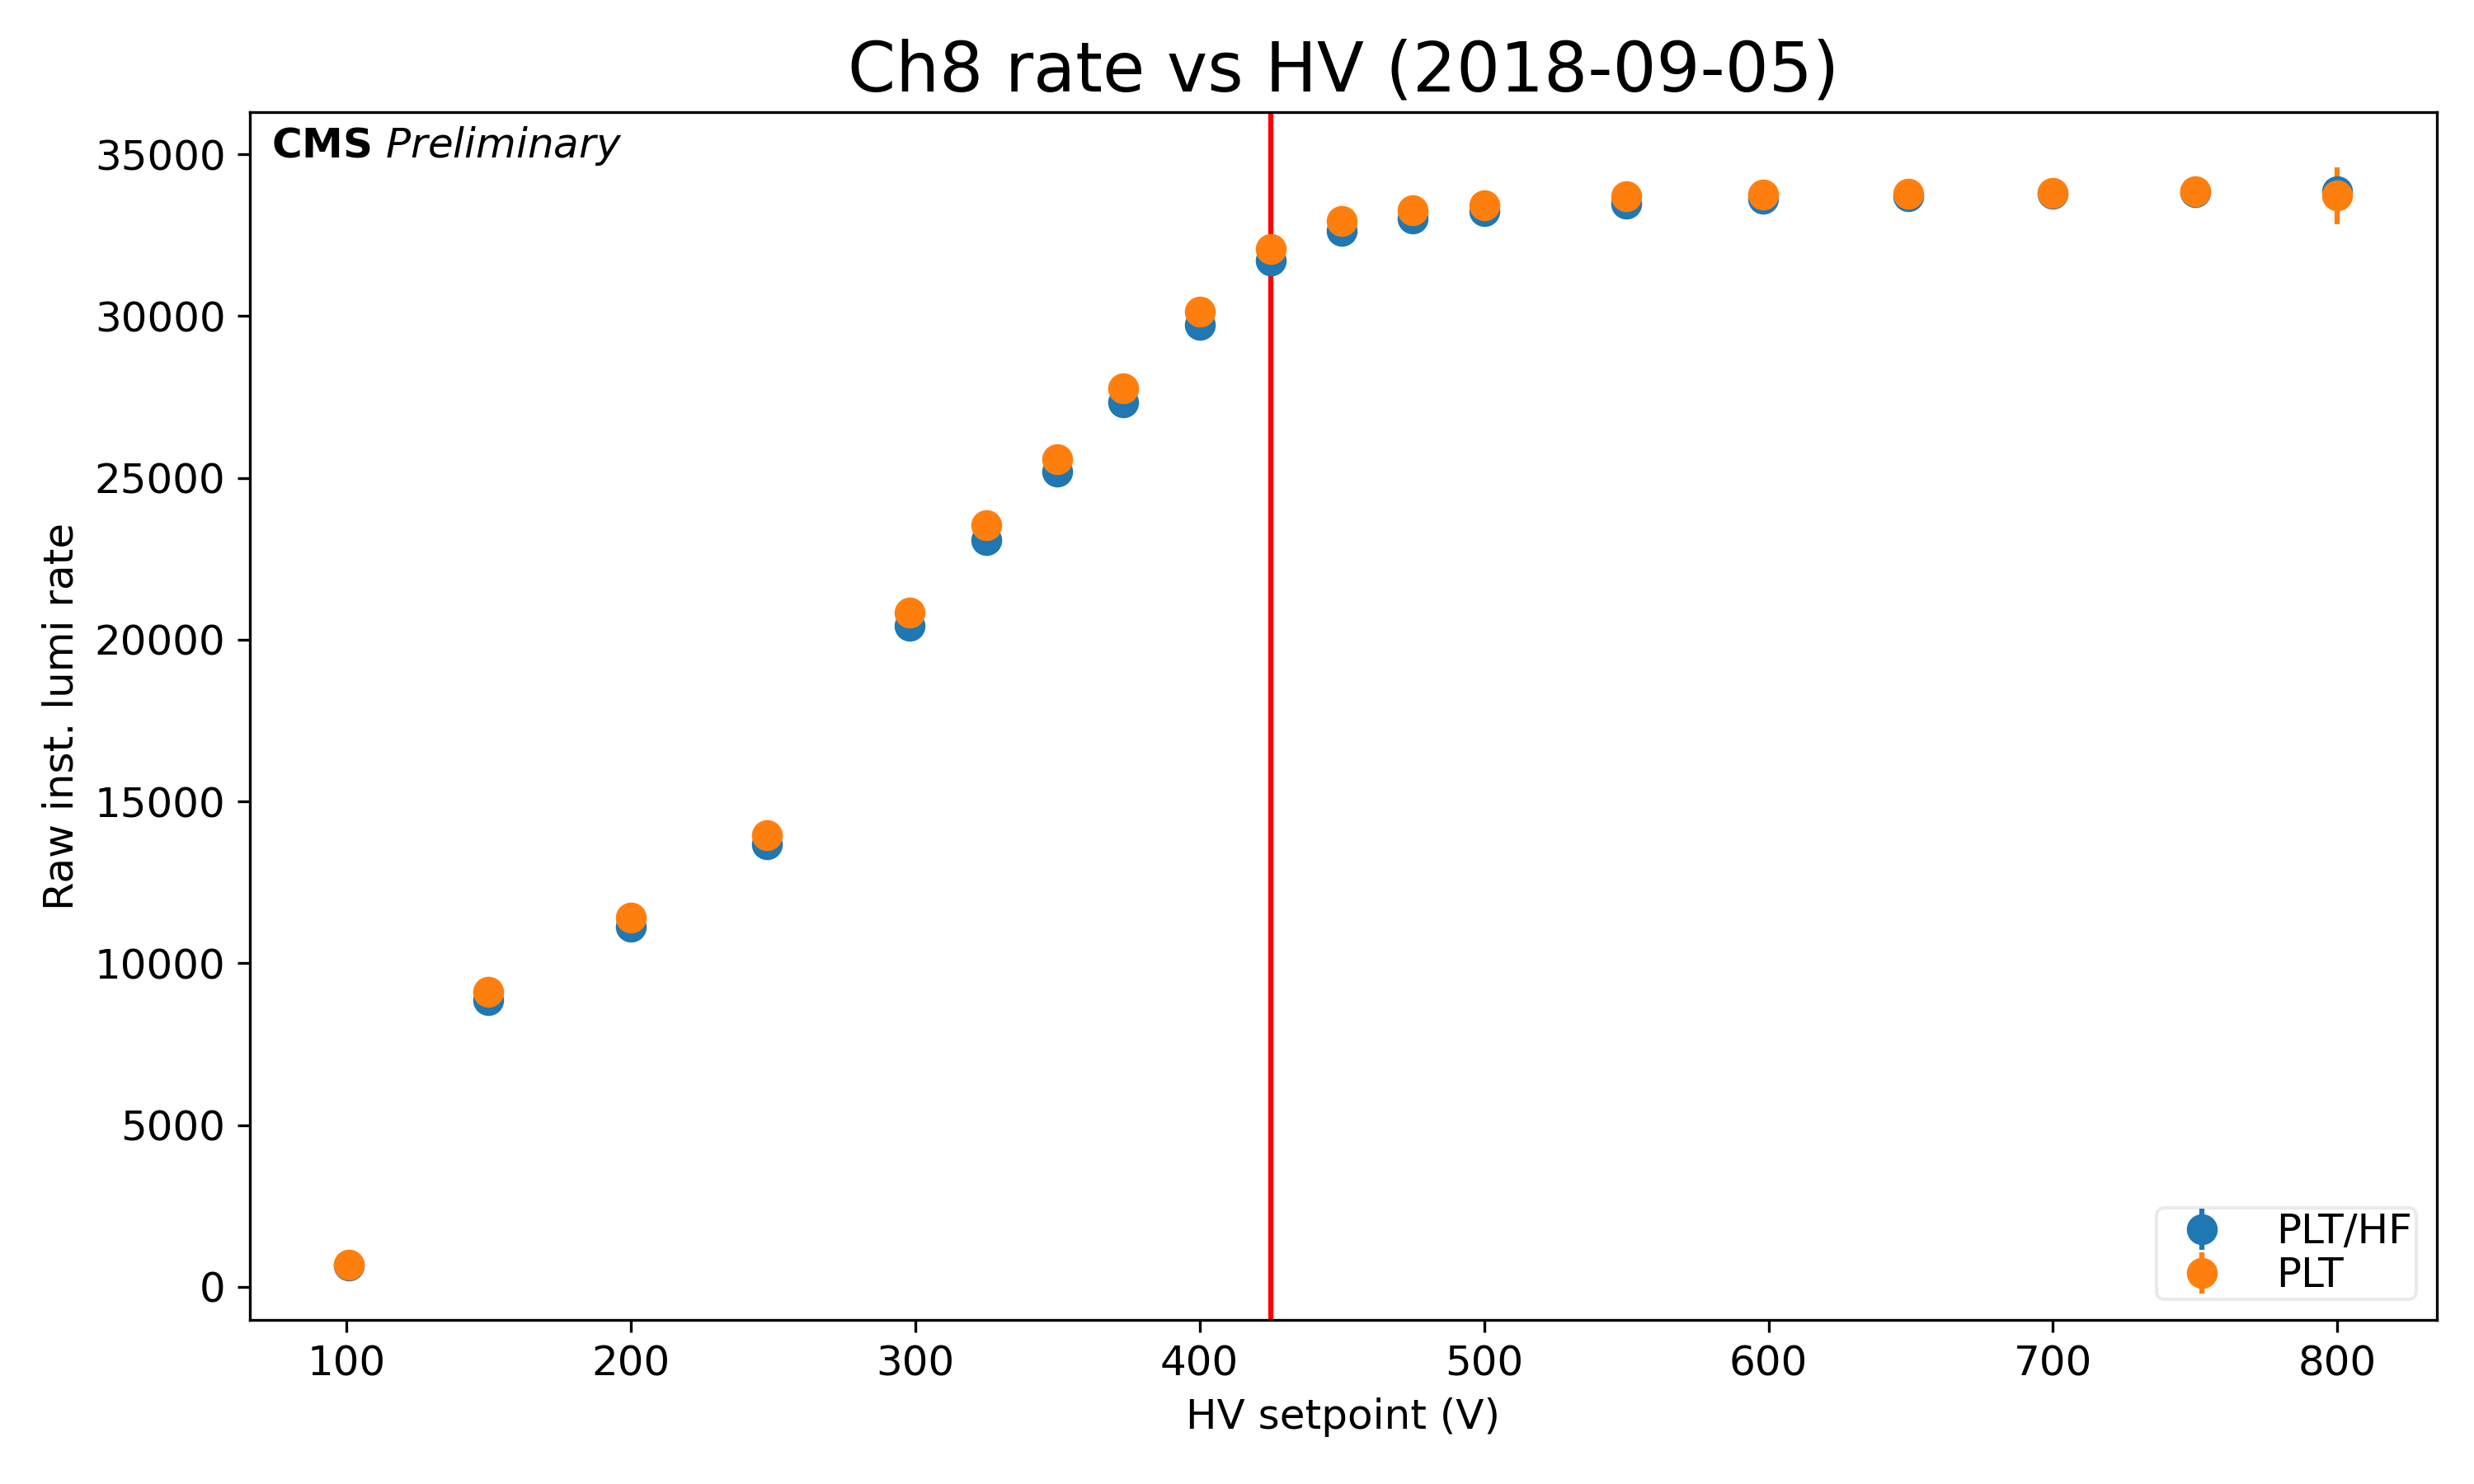 Ch8 rate vs HV (2018-09-05)
CMS Preliminary
35000
30000
25000
20000
15000
10000
5000
0
Raw inst. lumi rate
100 200 300 400 500 600 700 800
HV setpoint (V)
PLT/HF
PLT